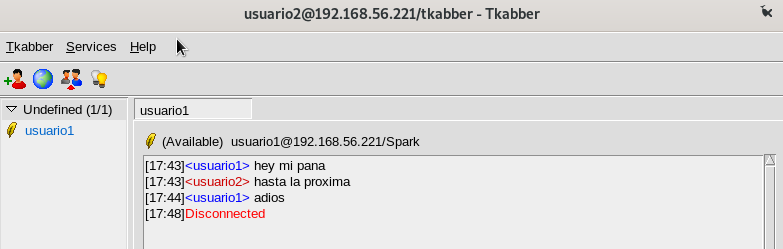 usuario2@192.168.56.221/tkabber - Tkabber
Tkabber Services Help
Undefined (1/1)
usuario1
usuario1
(Available) usuario1@192.168.56.221/Spark
[17:43]<usuario1> hey mi pana
[17:43]<usuario2> hasta la proxima
[17:44]<usuario1> adios
[17:48]Disconnected